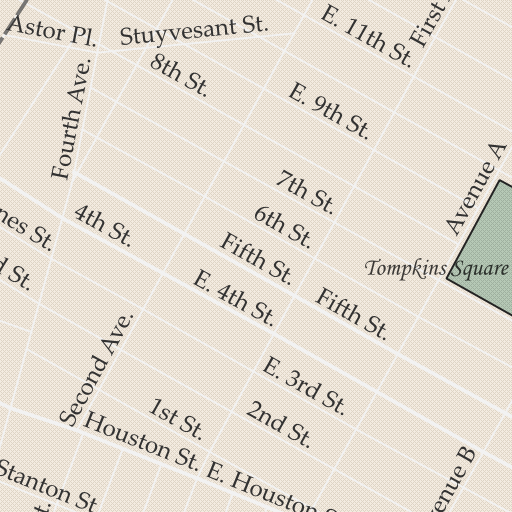 Astor Pl.
Stuyvesant St.
E. 11th St.
First
8th St.
E. 9th St.
Fourth Ave.
Avenue A
7th St.
6th St.
4th St.
Fifth St.
Tompkins Square
E. 4th St.
Fifth St.
Second Ave.
E. 3rd St.
1st St.
2nd St.
Houston St.
E. Houston
Stanton St